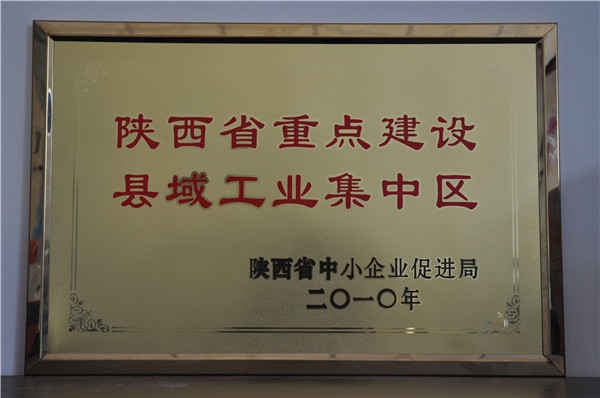 陕西省重点建设
县域工业集中区
陕西省中小企业促进局
二〇一〇年